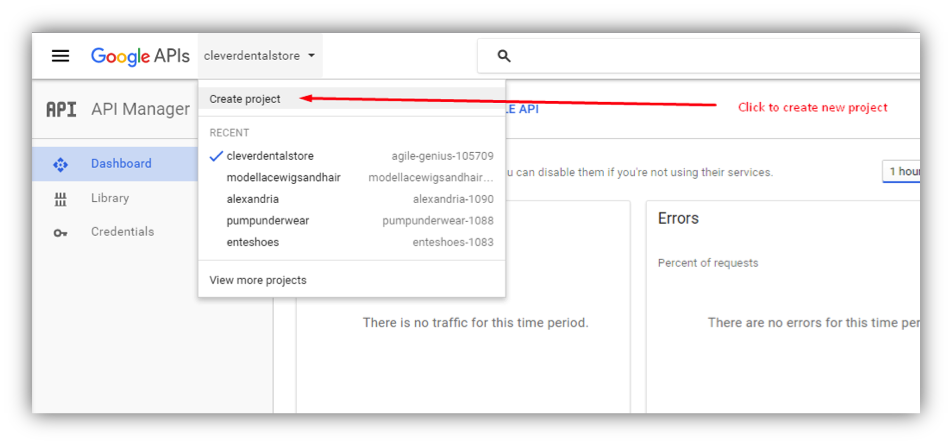 Google APIs cleverdentalstore
API API Manager
Create project
LE API
Click to create new project
RECENT
cleverdentalstore agile-genius-105709
modellacewigsandhair modellacewigsandhair...
alexandria alexandria-1090
pumpunderwear pumpunderwear-1088
enteshoes enteshoes-1083
View more projects
Dashboard
Library
Credentials
u can disable them if you're not using their services.
1 hour
Errors
Percent of requests
There is no traffic for this time period.
There are no errors for this time per